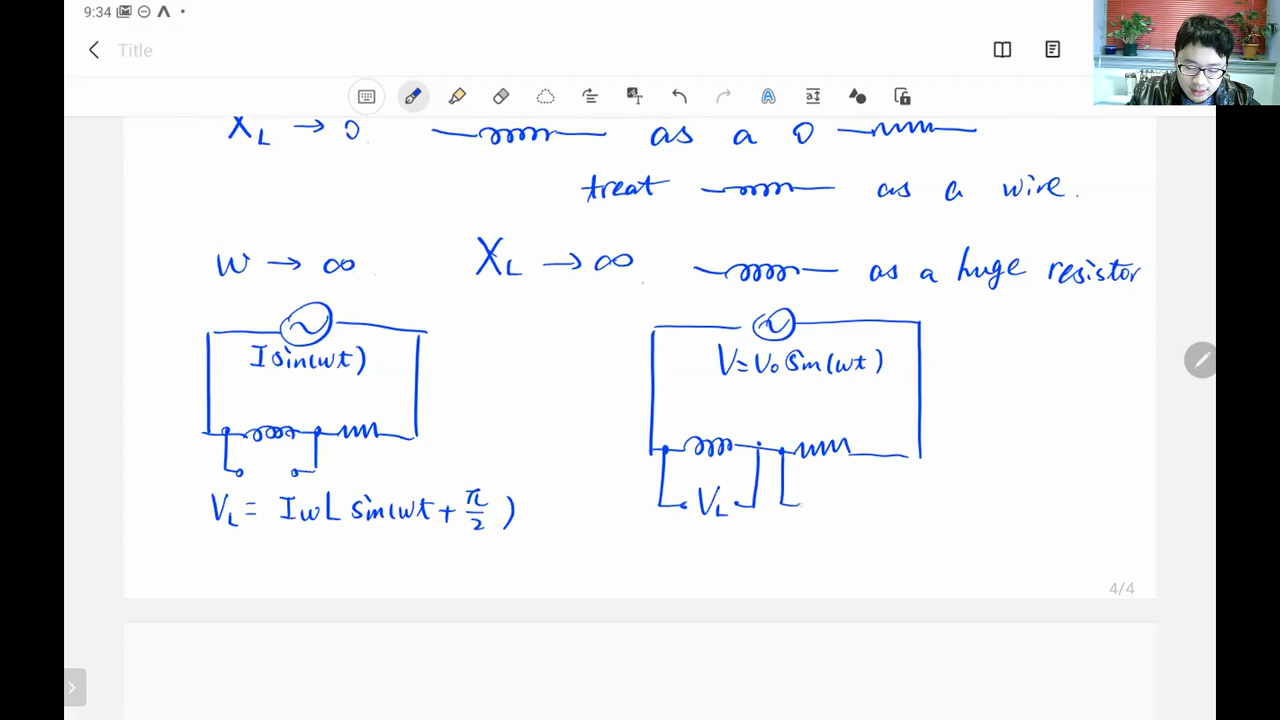 9:34
Title
X_L → 0 as a 0
treat as a wire.
w → ∞ X_L → ∞ as a huge resistor
I sin(wt)
V = V₀ Sin(wt)
V_L
V_L = I w L sin(wt + π/2)
4/4